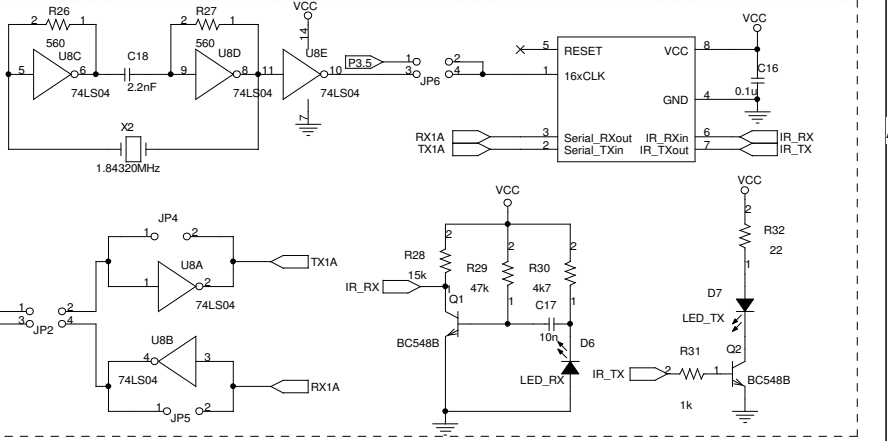 R26
2 1
560
U8C
5 6
74LS04
C18
2.2nF
R27
2 1
560
U8D
9 8
74LS04
VCC
14
U8E
11 10
74LS04
7
X2
1.84320MHz
P3.5
1 2
3 4
JP6
5 RESET
1 16xCLK
VCC 8
GND 4
3 Serial_RXout
2 Serial_TXin
IR_RXin 6
IR_TXout 7
RX1A
TX1A
IR_RX
IR_TX
VCC
C16
0.1u
JP4
1 2
U8A
1 2
74LS04
TX1A
1 2
3 4
JP2
U8B
4 3
74LS04
RX1A
1 2
JP5
VCC
2 2 2
R28
15k
1
R29
47k
1
R30
4k7
1
IR_RX
Q1
BC548B
C17
10n
D6
LED_RX
VCC
2
R32
22
1
D7
LED_TX
IR_TX
R31
2 1
1k
Q2
BC548B